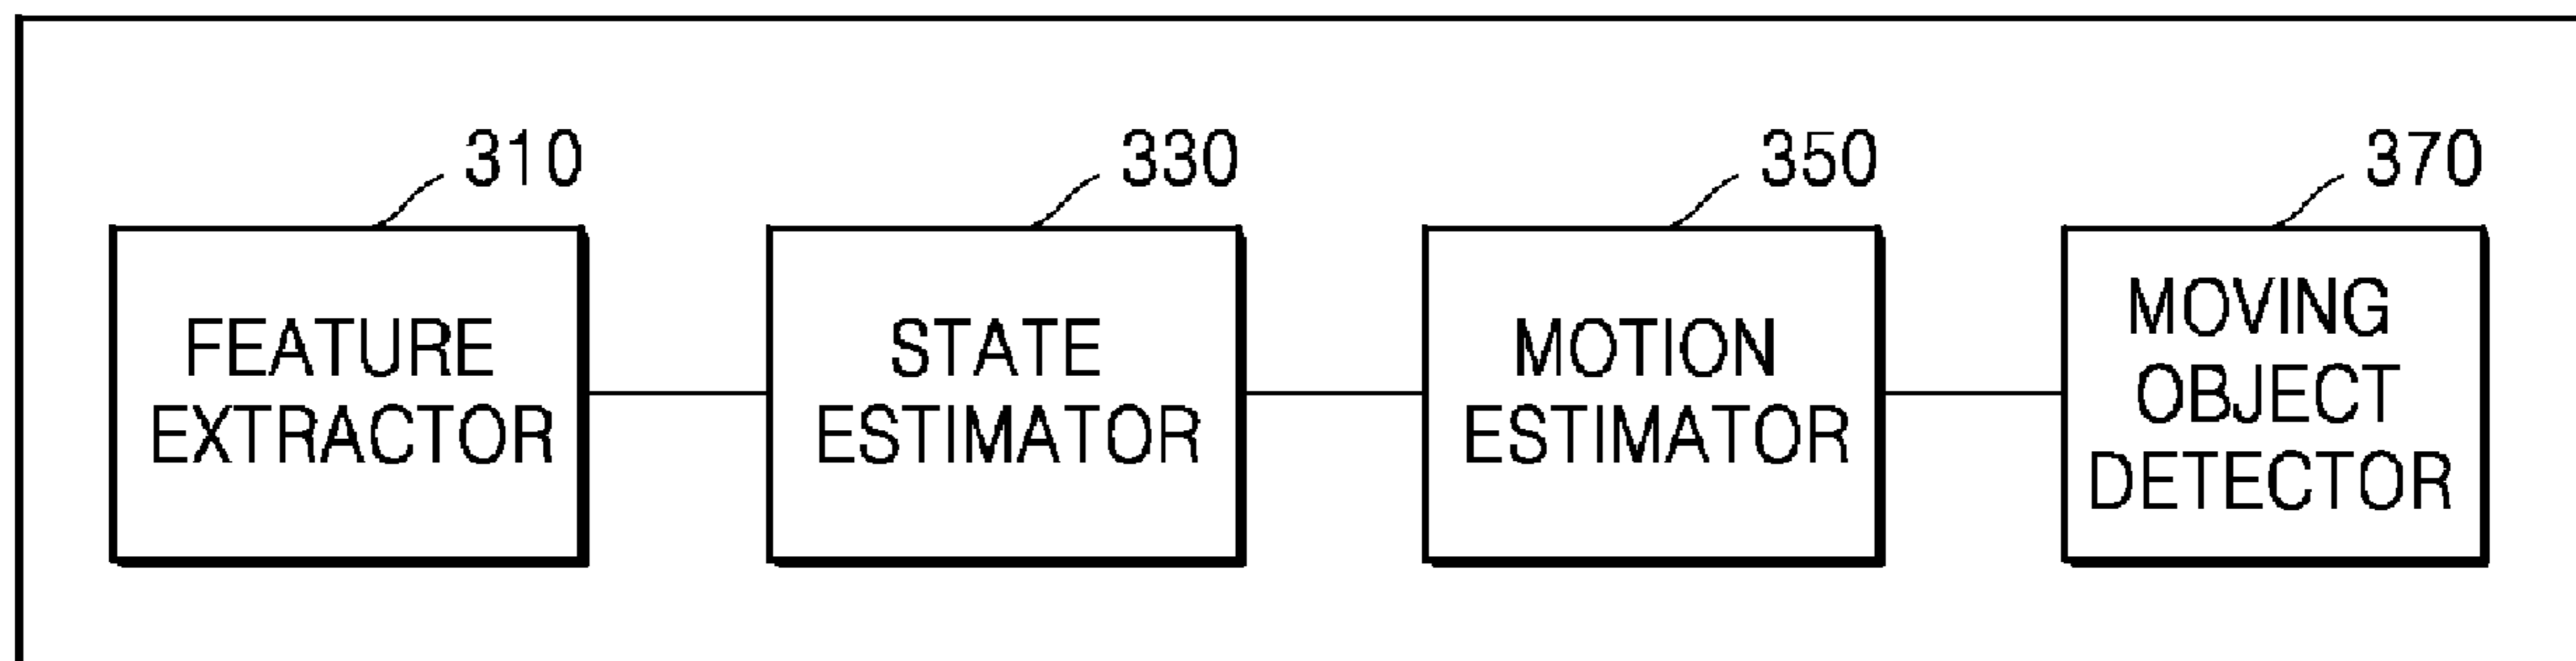 310
330
350
370
FEATURE
EXTRACTOR
STATE
ESTIMATOR
MOTION
ESTIMATOR
MOVING
OBJECT
DETECTOR